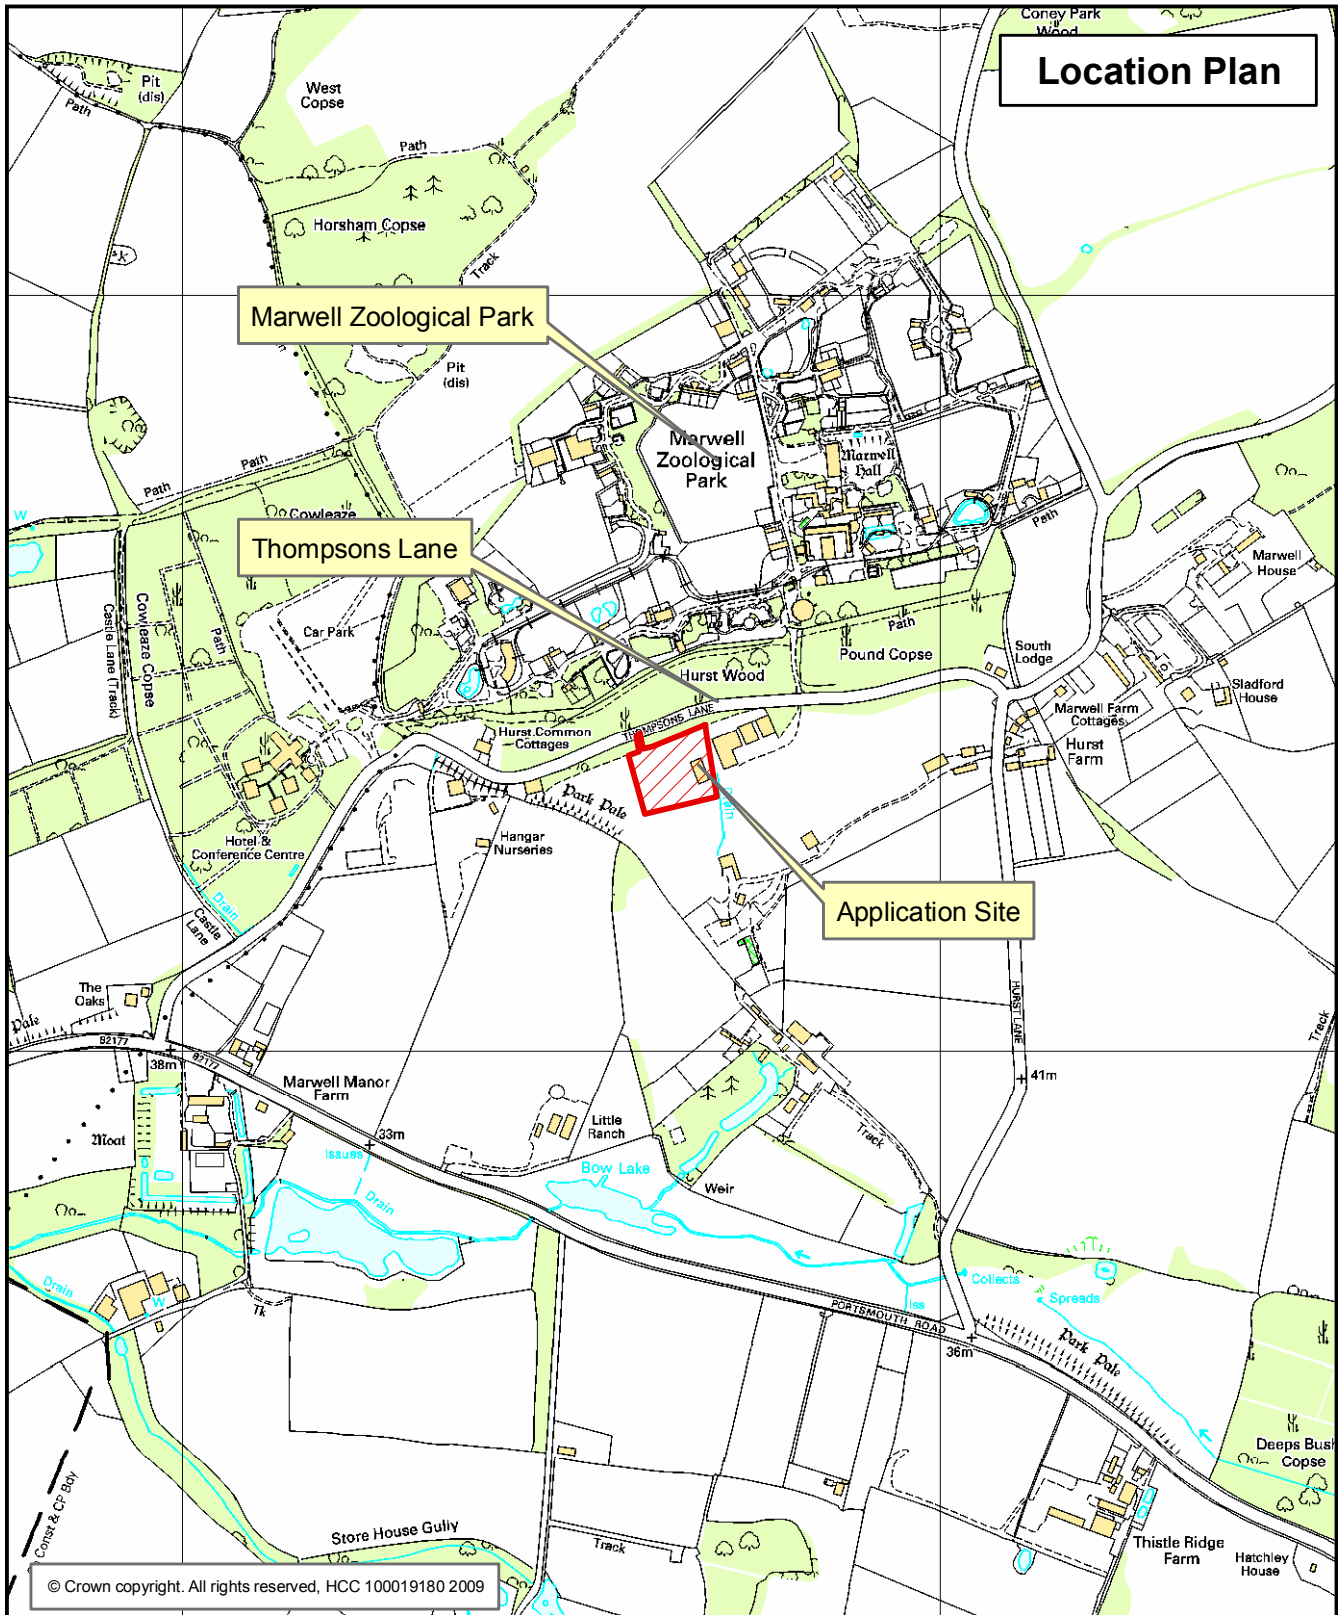 Coney Park
Wood
Location Plan
Pit
(dis)
Path
West
Copse
Path
Horsham Copse
Track
Marwell Zoological Park
Pit
(dis)
Marwell
Zoological
Park
Marwell
Hall
Path
Path
W
Cowleaze
Thompsons Lane
Path
Marwell
House
Castle Lane (Track)
Cowleaze Copse
Path
Car Park
Path
Pound Copse
South
Lodge
Hurst Wood
Sladford
House
THOMPSONS LANE
Marwell Farm
Cottages
Hurst Common
Cottages
Hurst
Farm
Park Pale
Drain
Hangar
Nurseries
Hotel &
Conference Centre
Application Site
Drain
Castle
Lane
The
Oaks
Pale
HURST LANE
Track
B2177
38m
B2177
Marwell Manor
Farm
41m
Moat
33m
Issues
Little
Ranch
Track
Bow Lake
Weir
Drain
Drain
W
Tk
Collects
Spreads
Iss
PORTSMOUTH ROAD
36m
Park Pale
Deeps Bush
Copse
Const & CP Bdy
Store House Gully
Track
Thistle Ridge
Farm
Hatchley
House
© Crown copyright. All rights reserved, HCC 100019180 2009